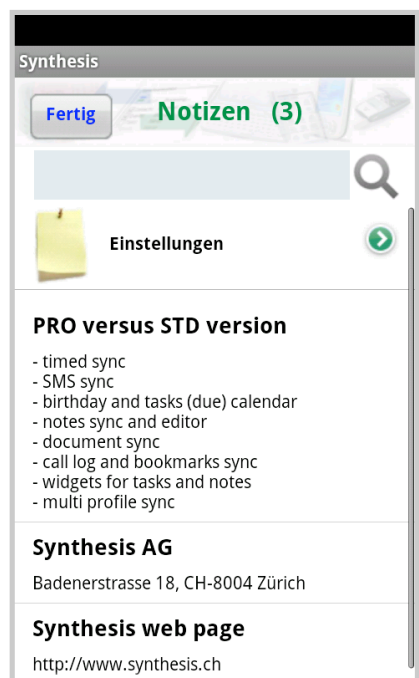 Synthesis
Fertig
Notizen (3)
Einstellungen
PRO versus STD version
- timed sync
- SMS sync
- birthday and tasks (due) calendar
- notes sync and editor
- document sync
- call log and bookmarks sync
- widgets for tasks and notes
- multi profile sync
Synthesis AG
Badenerstrasse 18, CH-8004 Zürich
Synthesis web page
http://www.synthesis.ch